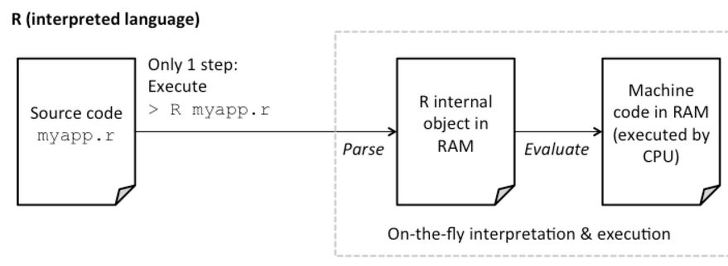 R (interpreted language)
Only 1 step:
Execute
> R myapp.r
Source code
myapp.r
Parse
R internal
object in
RAM
Evaluate
Machine
code in RAM
(executed by
CPU)
On-the-fly interpretation & execution